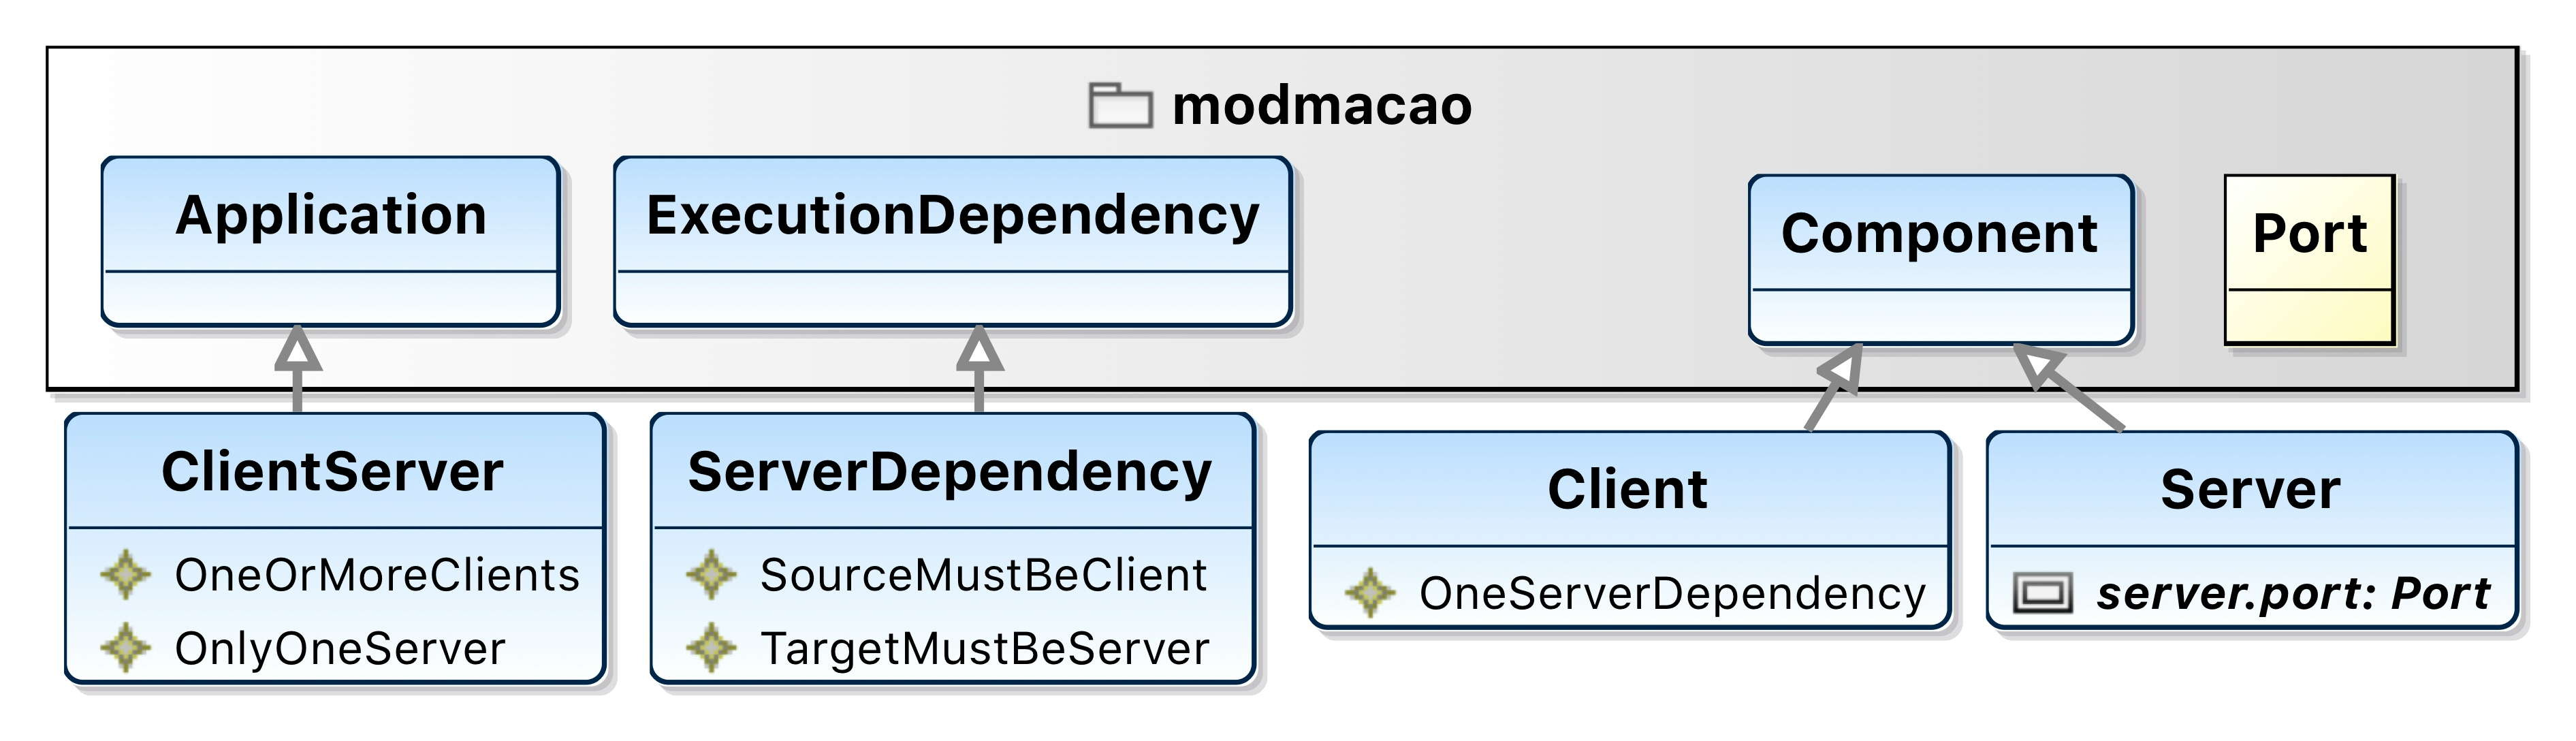 modmacao
Application
ExecutionDependency
Component
Port
ClientServer
OneOrMoreClients
OnlyOneServer
ServerDependency
SourceMustBeClient
TargetMustBeServer
Client
OneServerDependency
Server
server.port: Port